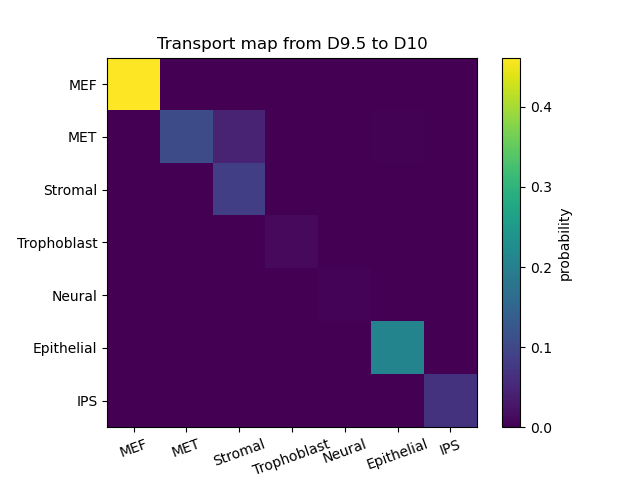 Transport map from D9.5 to D10
MEF
MET
Stromal
Trophoblast
Neural
Epithelial
IPS
MEF
MET
Stromal
Trophoblast
Neural
Epithelial
IPS
0.4
0.3
0.2
0.1
0.0
probability